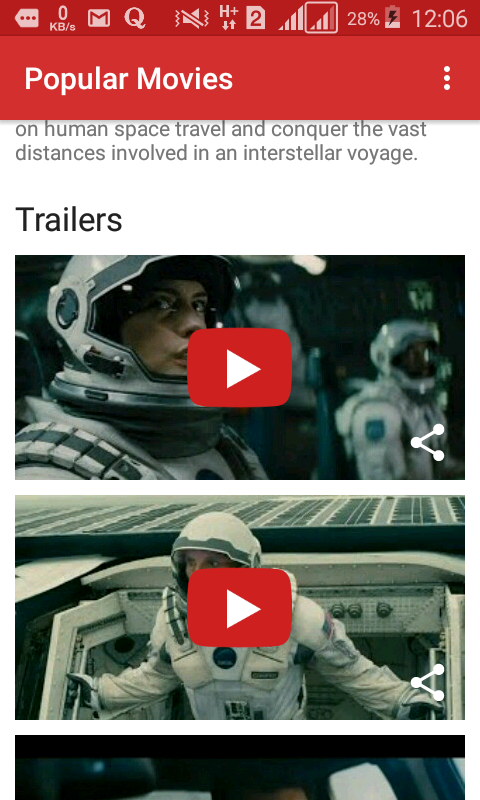 0
KB/s
H+
2
28%
12:06
Popular Movies
on human space travel and conquer the vast
distances involved in an interstellar voyage.
Trailers